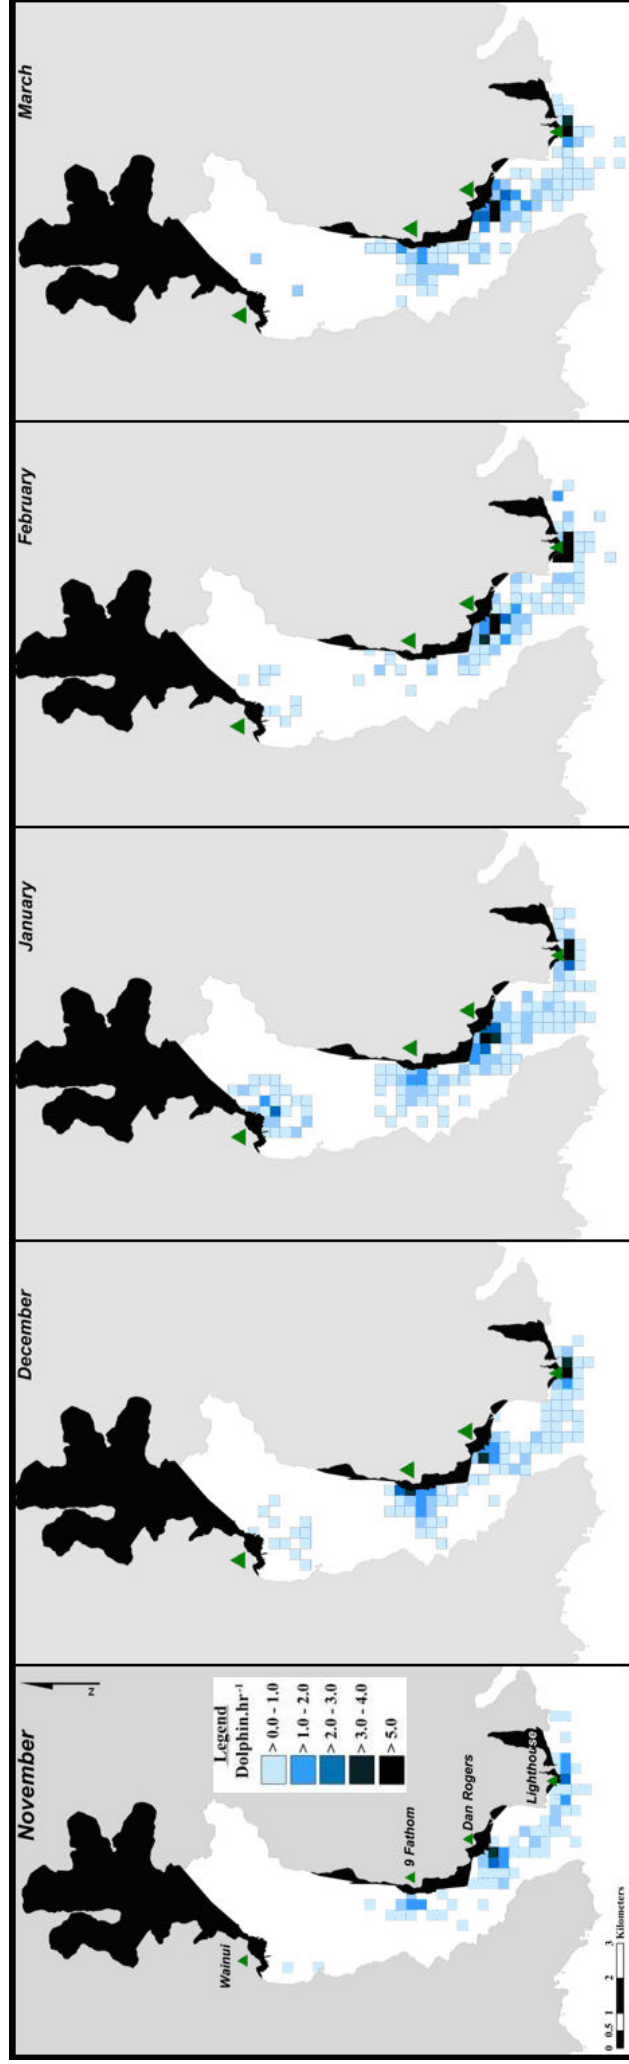 November
December
January
February
March
N
Wainui
Legend
Dolphin.hr-1
> 0.0 - 1.0
> 1.0 - 2.0
> 2.0 - 3.0
> 3.0 - 4.0
> 5.0
9 Fathom
Dan Rogers
Lighthouse
0 0.5 1 2 3
Kilometers